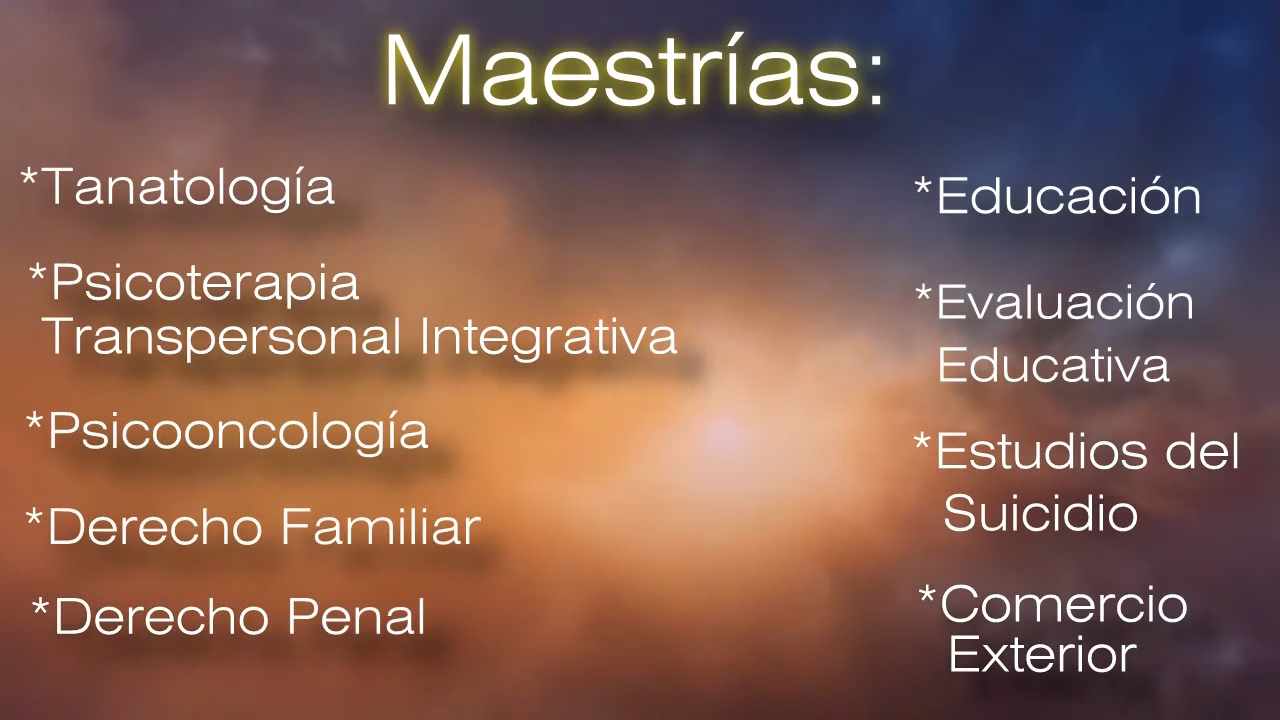 Maestrías:
*Tanatología
*Psicoterapia
Transpersonal Integrativa
*Psicooncología
*Derecho Familiar
*Derecho Penal
*Educación
*Evaluación
Educativa
*Estudios del
Suicidio
*Comercio
Exterior